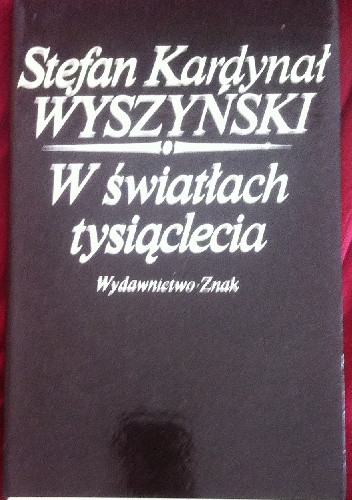 Stefan Kardynał
WYSZYŃSKI
W światłach
tysiąclecia
Wydawnictwo Znak